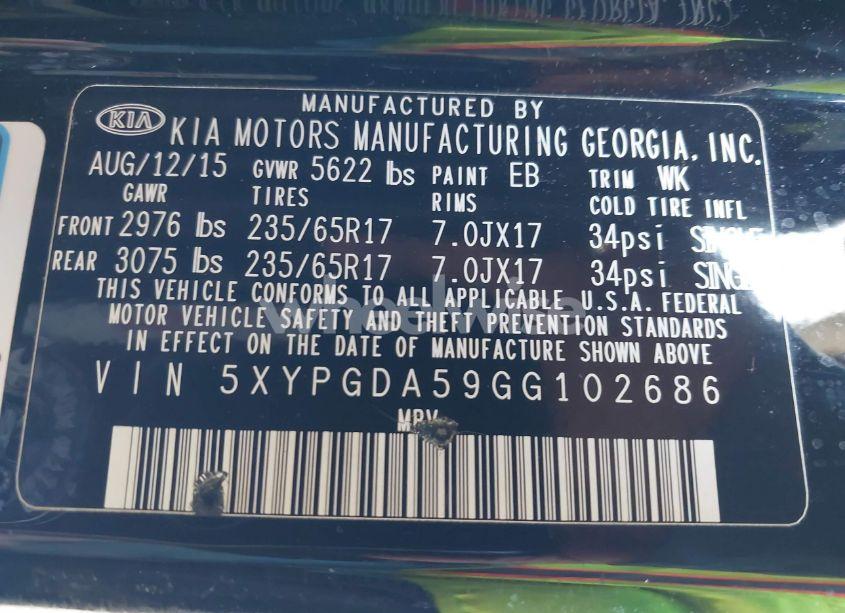 MANUFACTURED BY
KIA KIA MOTORS MANUFACTURING GEORGIA, INC.
AUG/12/15 GVWR 5622 lbs PAINT EB TRIM WK
GAWR TIRES RIMS COLD TIRE INFL
FRONT 2976 lbs 235/65R17 7.0JX17 34psi SINGLE
REAR 3075 lbs 235/65R17 7.0JX17 34psi SINGLE
THIS VEHICLE CONFORMS TO ALL APPLICABLE U.S.A. FEDERAL
MOTOR VEHICLE SAFETY AND THEFT PREVENTION STANDARDS
IN EFFECT ON THE DATE OF MANUFACTURE SHOWN ABOVE
VIN 5XYPGDA59GG102686
MPV